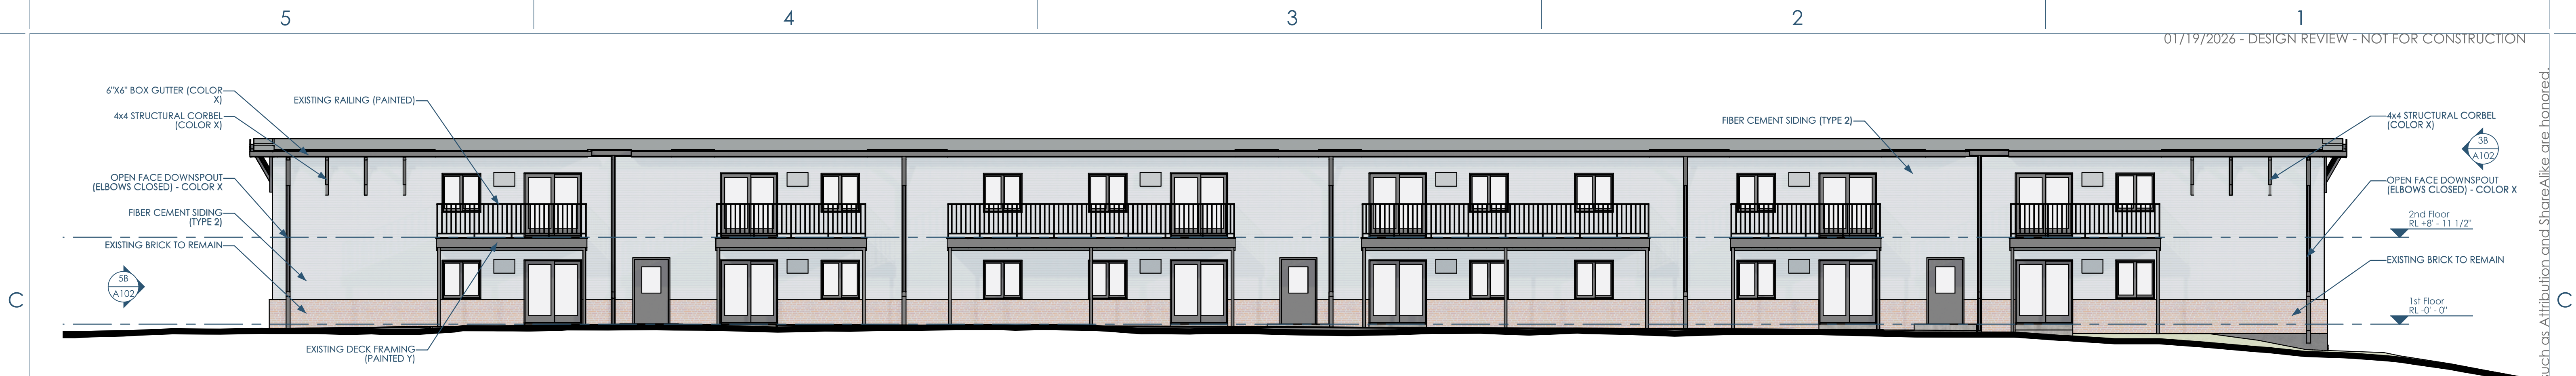 5
4
3
2
1
01/19/2026 - DESIGN REVIEW - NOT FOR CONSTRUCTION
6"X6" BOX GUTTER (COLOR
X)
EXISTING RAILING (PAINTED)
4x4 STRUCTURAL CORBEL
(COLOR X)
OPEN FACE DOWNSPOUT
(ELBOWS CLOSED) - COLOR X
FIBER CEMENT SIDING
(TYPE 2)
EXISTING BRICK TO REMAIN
5B
A102
EXISTING DECK FRAMING
(PAINTED Y)
FIBER CEMENT SIDING (TYPE 2)
4x4 STRUCTURAL CORBEL
(COLOR X)
3B
A102
OPEN FACE DOWNSPOUT
(ELBOWS CLOSED) - COLOR X
2nd Floor
RL +8' - 11 1/2"
EXISTING BRICK TO REMAIN
1st Floor
RL -0' - 0"
C
C
such as Attribution and ShareAlike are honored.